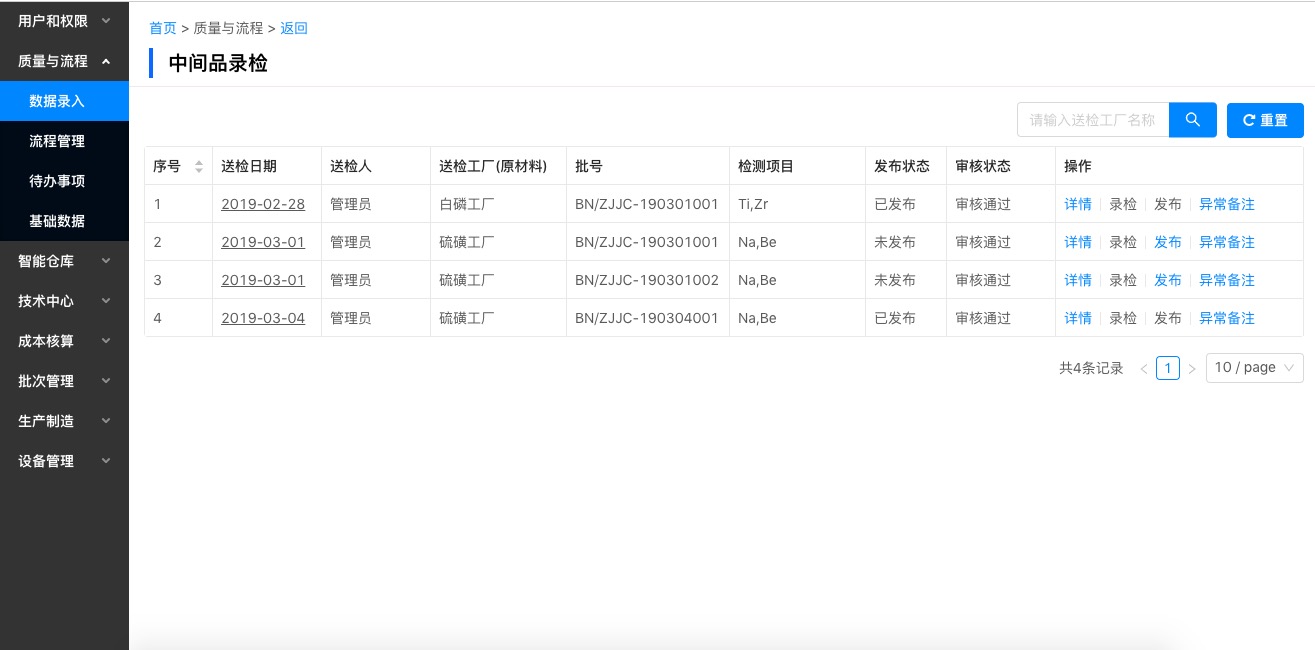 用户和权限
质量与流程
数据录入
流程管理
待办事项
基础数据
智能仓库
技术中心
成本核算
批次管理
生产制造
设备管理
首页 > 质量与流程 > 返回
中间品录检
请输入送检工厂名称 重置
序号 送检日期 送检人 送检工厂(原材料) 批号 检测项目 发布状态 审核状态 操作
1 2019-02-28 管理员 白磷工厂 BN/ZJJC-190301001 Ti,Zr 已发布 审核通过 详情 录检 发布 异常备注
2 2019-03-01 管理员 硫磺工厂 BN/ZJJC-190301001 Na,Be 未发布 审核通过 详情 录检 发布 异常备注
3 2019-03-01 管理员 硫磺工厂 BN/ZJJC-190301002 Na,Be 未发布 审核通过 详情 录检 发布 异常备注
4 2019-03-04 管理员 硫磺工厂 BN/ZJJC-190304001 Na,Be 已发布 审核通过 详情 录检 发布 异常备注
共4条记录 < 1 > 10 / page